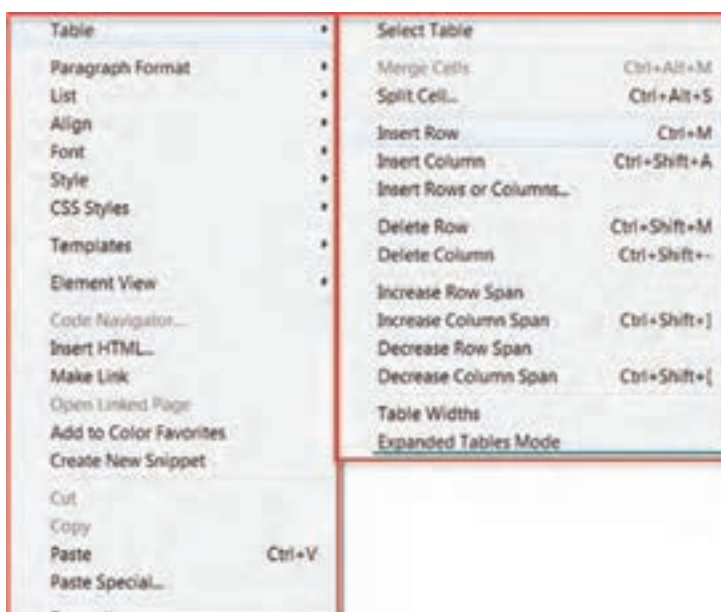 Table
Paragraph Format
List
Align
Font
Style
CSS Styles
Templates
Element View
Code Navigator...
Insert HTML...
Make Link
Open Linked Page
Add to Color Favorites
Create New Snippet
Cut
Copy
Paste Ctrl+V
Paste Special...
Select Table
Merge Cells Ctrl+Alt+M
Split Cell... Ctrl+Alt+S
Insert Row Ctrl+M
Insert Column Ctrl+Shift+A
Insert Rows or Columns...
Delete Row Ctrl+Shift+M
Delete Column Ctrl+Shift+-
Increase Row Span
Increase Column Span Ctrl+Shift+]
Decrease Row Span
Decrease Column Span Ctrl+Shift+[
Table Widths
Expanded Tables Mode